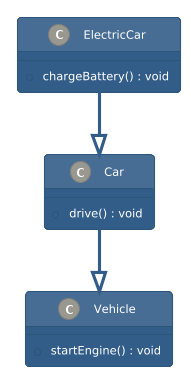 C ElectricCar
chargeBattery() : void
C Car
drive() : void
C Vehicle
startEngine() : void